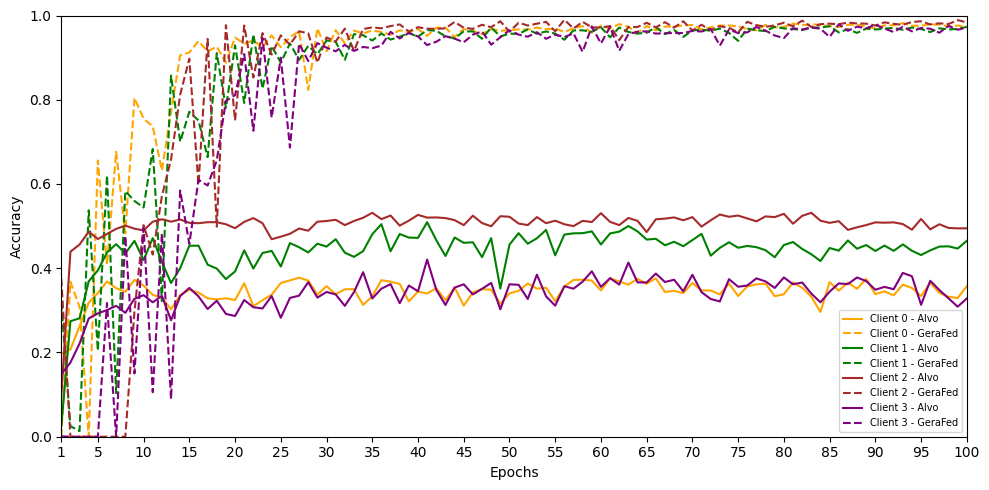 1.0
0.8
0.6
0.4
0.2
0.0
Accuracy
1 5 10 15 20 25 30 35 40 45 50 55 60 65 70 75 80 85 90 95 100
Epochs
Client 0 - Alvo
Client 0 - GeraFed
Client 1 - Alvo
Client 1 - GeraFed
Client 2 - Alvo
Client 2 - GeraFed
Client 3 - Alvo
Client 3 - GeraFed